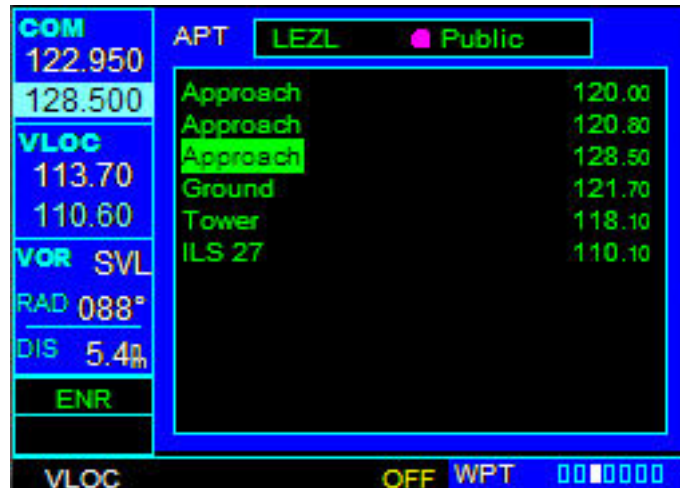 COM
122.950
128.500
VLOC
113.70
110.60
VOR SVL
RAD 088°
DIS 5.4nm
ENR
VLOC
APT LEZL Public
Approach 120.00
Approach 120.80
Approach 128.50
Ground 121.70
Tower 118.10
ILS 27 110.10
OFF WPT